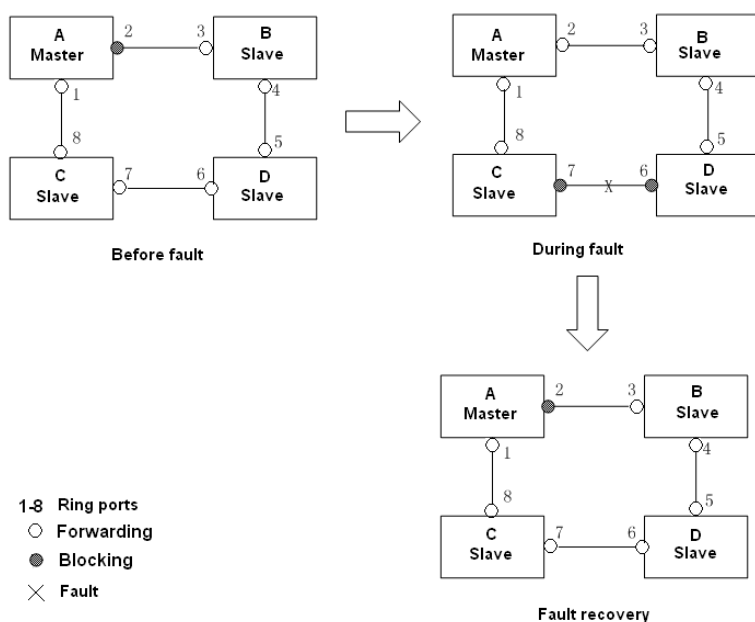 A
Master
2
3
B
Slave
1
4
8
5
C
Slave
7
6
D
Slave
Before fault
A
Master
2
3
B
Slave
1
4
8
5
C
Slave
7
X
6
D
Slave
During fault
A
Master
2
3
B
Slave
1
4
8
5
C
Slave
7
6
D
Slave
Fault recovery
1-8 Ring ports
Forwarding
Blocking
Fault